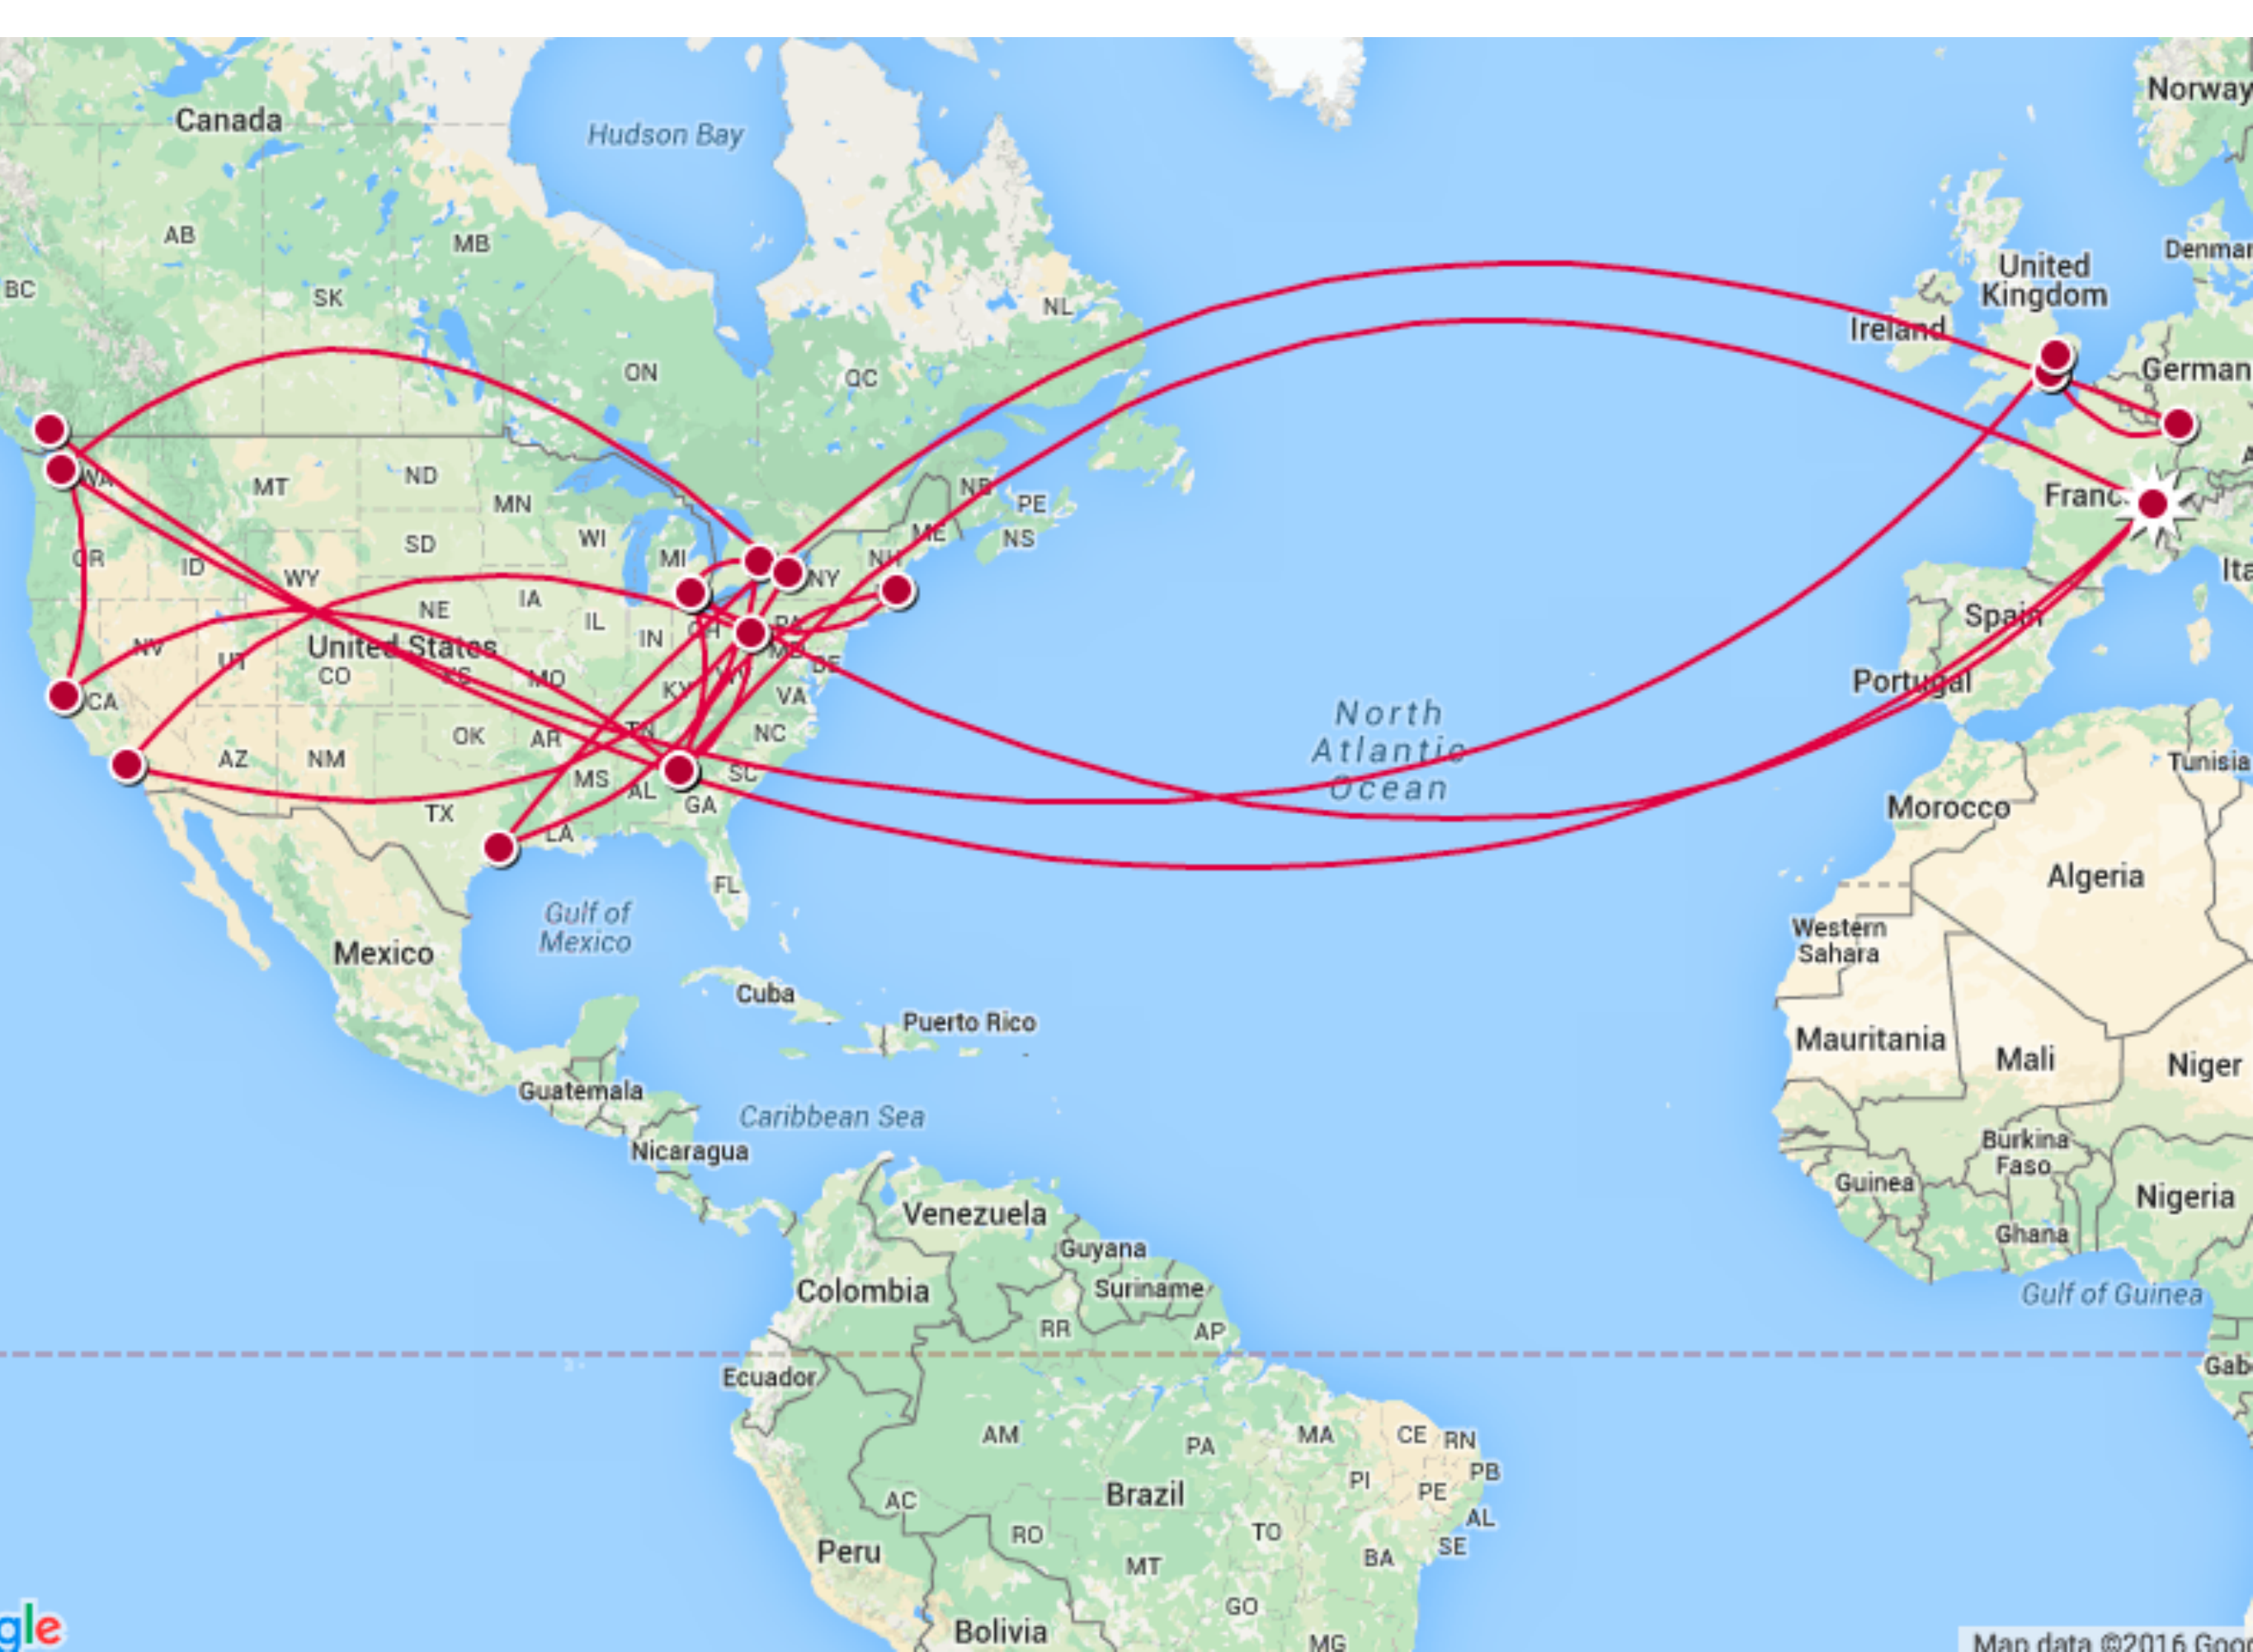 Norway
Canada
Hudson Bay
AB
MB
Denmar
United
Kingdom
BC
SK
NL
Ireland
ON
QC
German
WA
MT
ND
NB
Franc
MN
PE
ME
NS
SD
WI
MI
NH
OR
ID
WY
NY
Ita
NE
IA
IL
IN
OH
PA
Spain
NV
United States
UT
CO
KS
MO
MD
DE
KY
WV
VA
Portugal
CA
North
Atlantic
Ocean
OK
AR
TN
NC
AZ
NM
MS
AL
SC
GA
Tunisia
TX
LA
Morocco
FL
Algeria
Gulf of
Mexico
Western
Sahara
Mexico
Cuba
Puerto Rico
Mauritania
Mali
Niger
Guatemala
Caribbean Sea
Nicaragua
Burkina
Faso
Guinea
Nigeria
Venezuela
Ghana
Guyana
Colombia
Suriname
Gulf of Guinea
RR
AP
Ecuador
Gab
AM
PA
MA
CE
RN
PI
PE
PB
AC
Brazil
AL
RO
TO
SE
Peru
MT
BA
GO
Bolivia
MG
gle
Map data ©2016 Goo